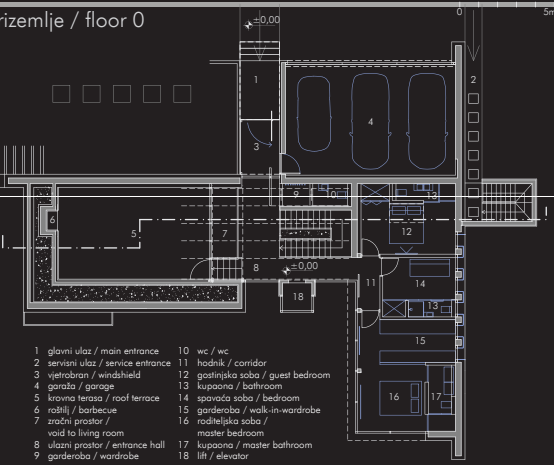 rizemlje / floor 0
0
5m
±0,00
1
2
4
3
9
10
13
12
6
5
7
8
±0,00
11
14
18
13
15
16
17
1 glavni ulaz / main entrance
2 servisni ulaz / service entrance
3 vjetrobran / windshield
4 garaža / garage
5 krovna terasa / roof terrace
6 roštilj / barbecue
7 zračni prostor /
void to living room
8 ulazni prostor / entrance hall
9 garderoba / wardrobe
10 wc / wc
11 hodnik / corridor
12 gostinjska soba / guest bedroom
13 kupaona / bathroom
14 spavaća soba / bedroom
15 garderoba / walk-in-wardrobe
16 roditeljska soba /
master bedroom
17 kupaona / master bathroom
18 lift / elevator